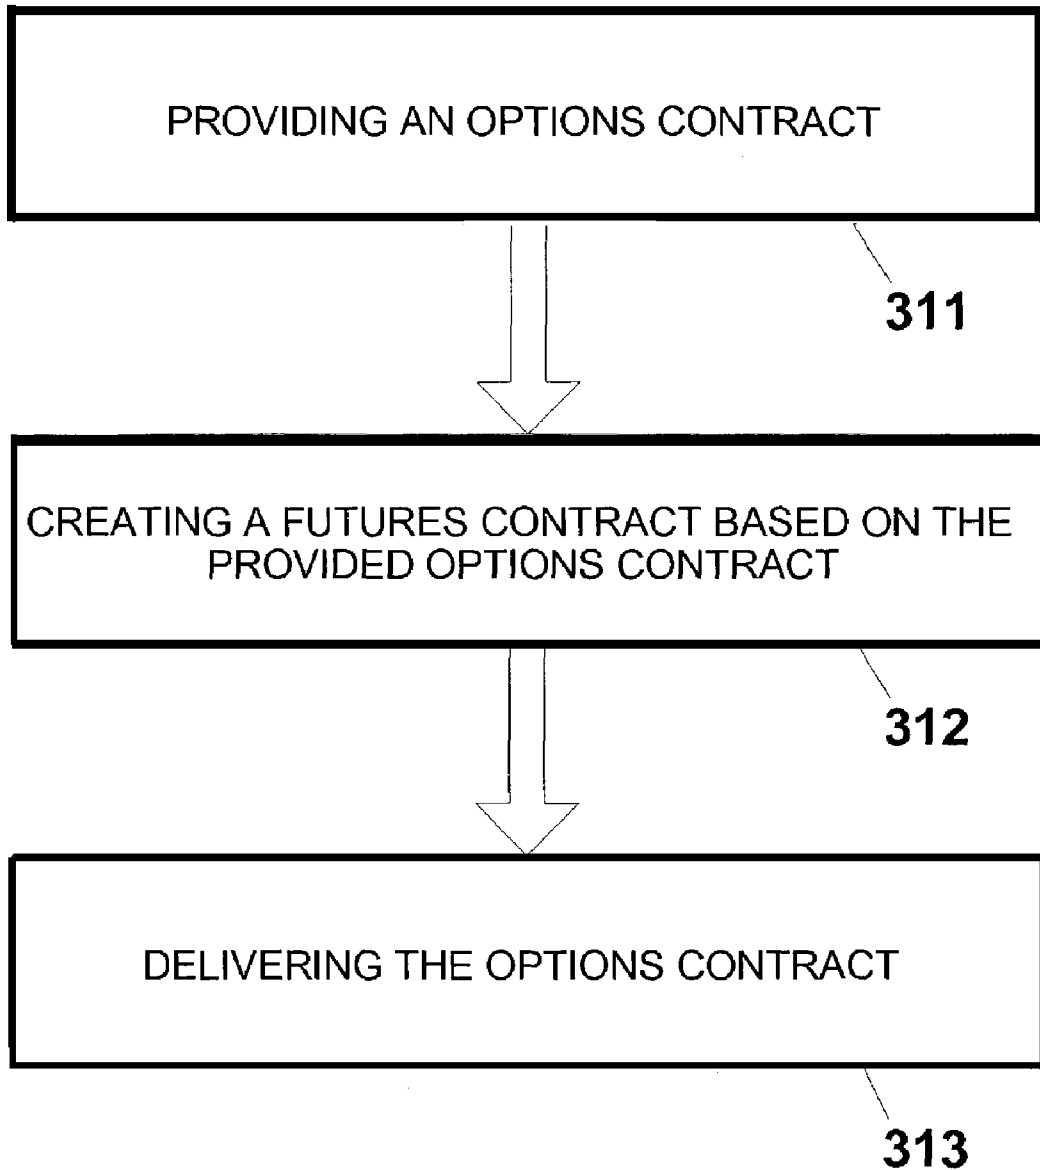 PROVIDING AN OPTIONS CONTRACT
311
CREATING A FUTURES CONTRACT BASED ON THE
PROVIDED OPTIONS CONTRACT
312
DELIVERING THE OPTIONS CONTRACT
313